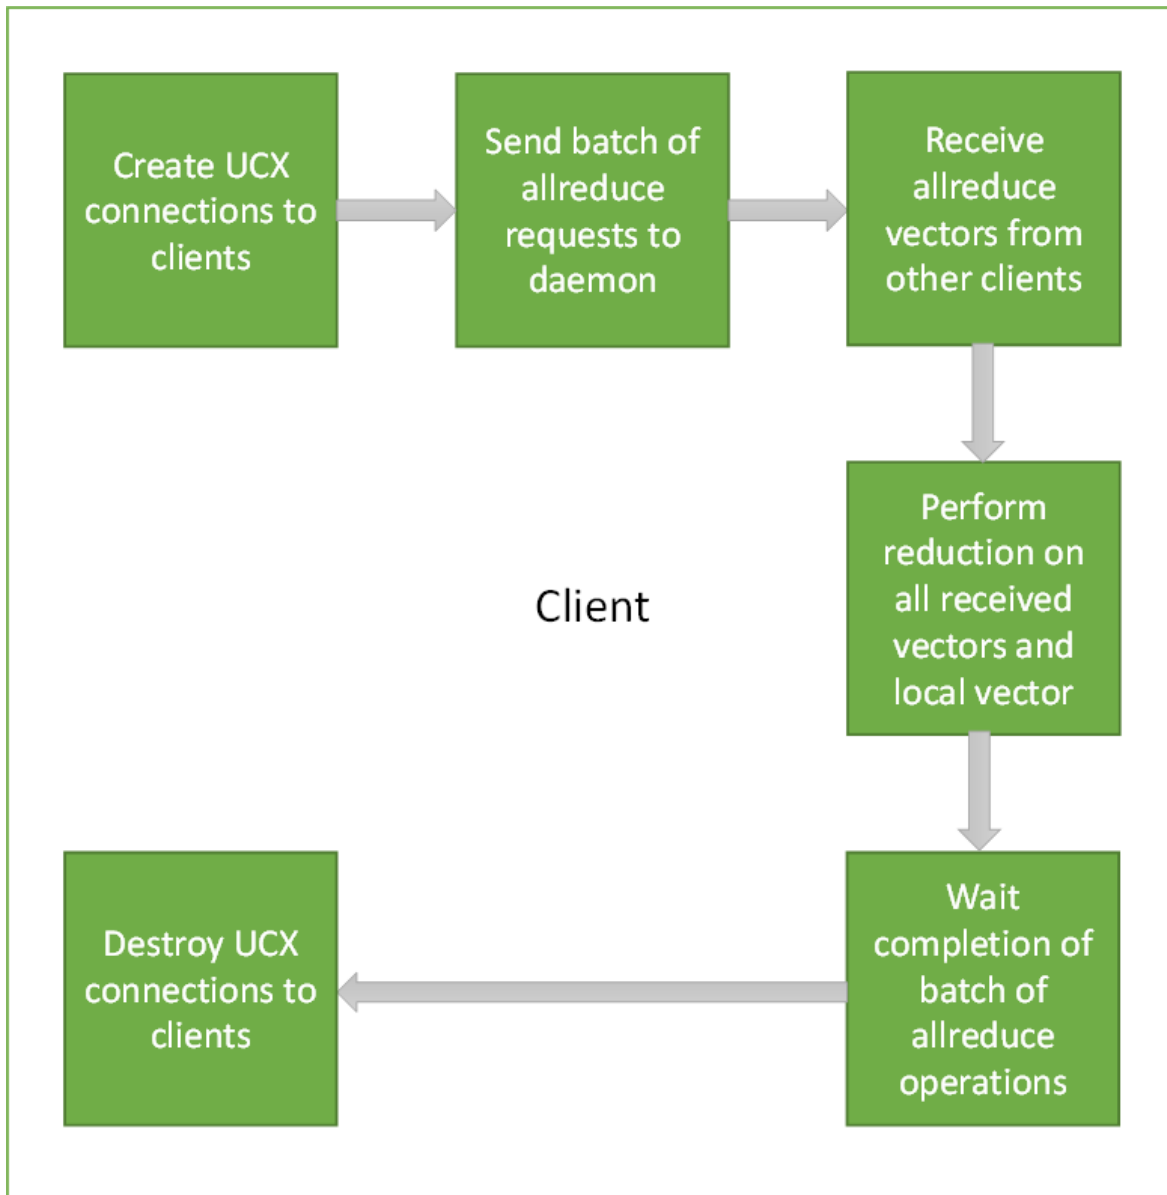 Create UCX
connections to
clients
Send batch of
allreduce
requests to
daemon
Receive
allreduce
vectors from
other clients
Perform
reduction on
all received
vectors and
local vector
Client
Wait
completion of
batch of
allreduce
operations
Destroy UCX
connections to
clients